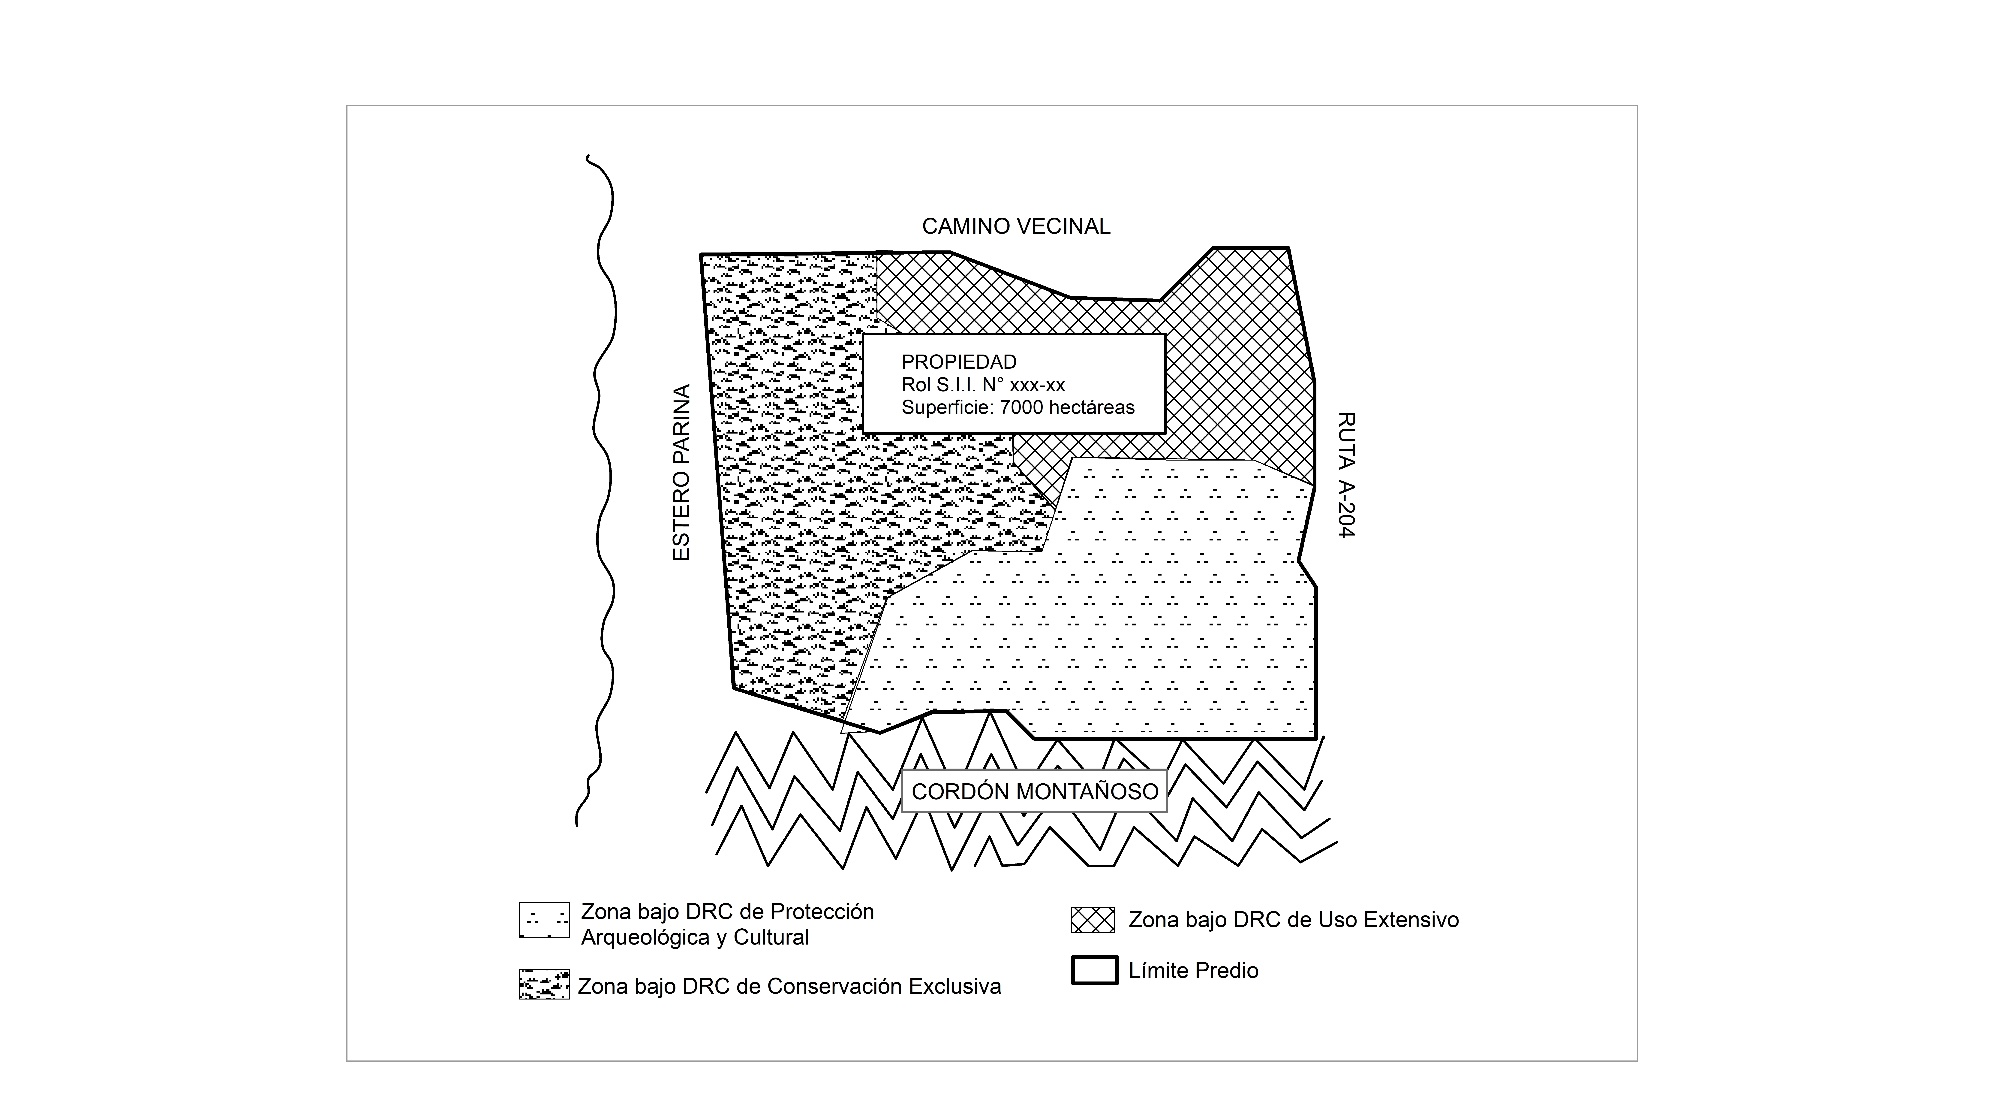 CAMINO VECINAL
PROPIEDAD
Rol S.I.I. N° xxx-xx
Superficie: 7000 hectáreas
ESTERO PARINA
RUTA A-204
CORDÓN MONTAÑOSO
Zona bajo DRC de Protección
Arqueológica y Cultural
Zona bajo DRC de Conservación Exclusiva
Zona bajo DRC de Uso Extensivo
Límite Predio